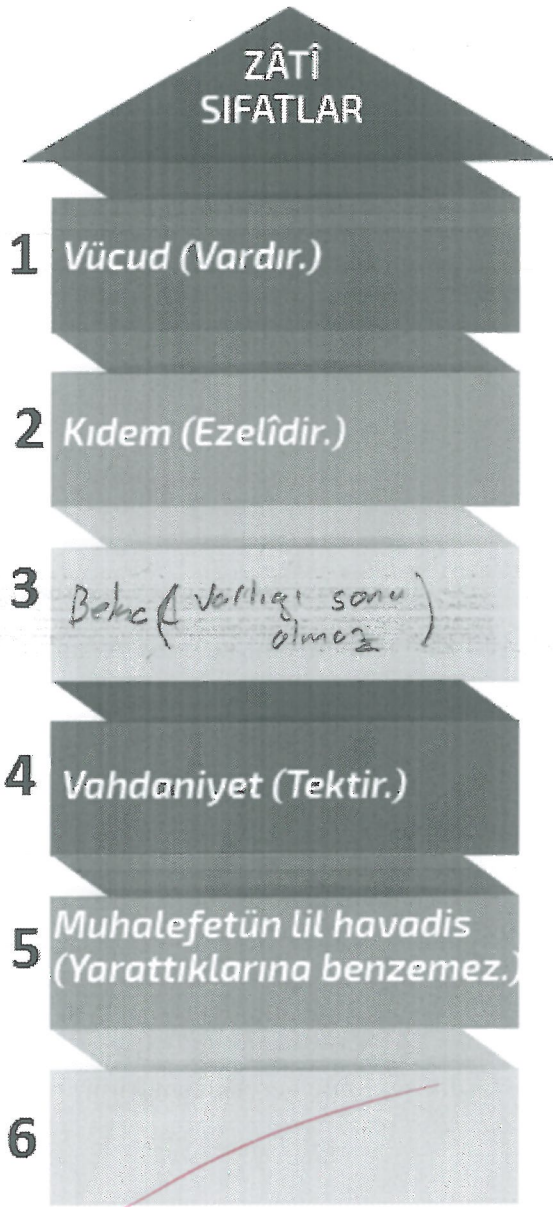 ZÂTÎ
SIFATLAR
1 Vücud (Vardır.)
2 Kıdem (Ezelîdir.)
3 Beka ( varlığı sonu
olmaz )
4 Vahdaniyet (Tektir.)
5 Muhalefetün lil havadis
(Yarattıklarına benzemez.)
6